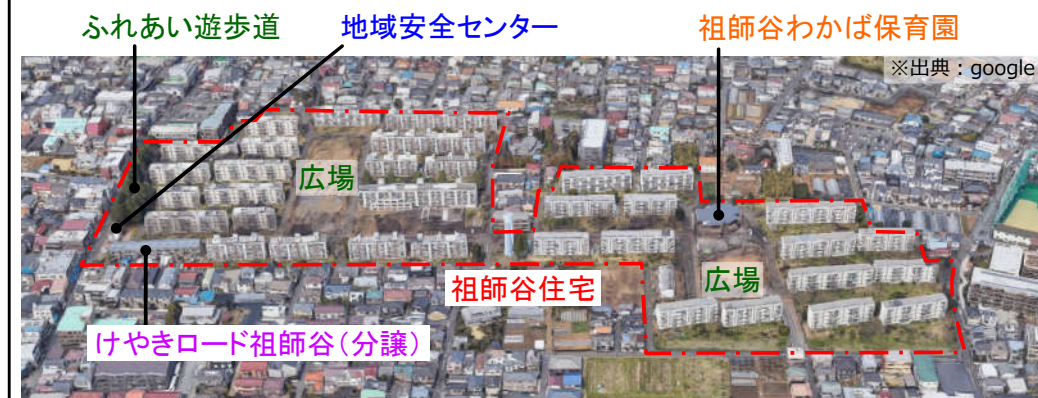 ふれあい遊歩道
地域安全センター
祖師谷わかば保育園
※出典:google
広場
祖師谷住宅
広場
けやきロード祖師谷(分譲)